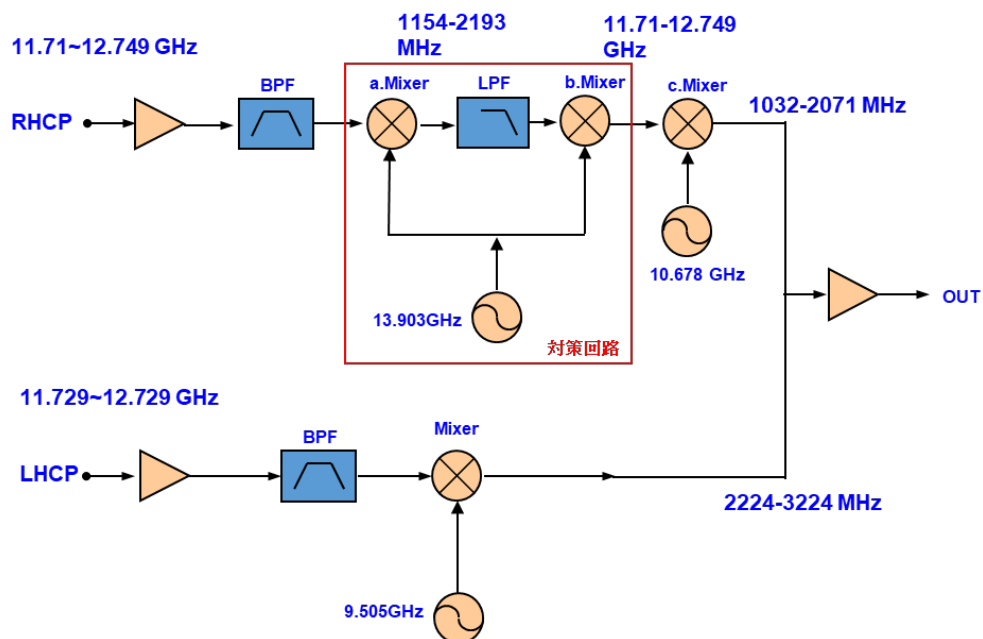 1154-2193
MHz
11.71-12.749
GHz
11.71~12.749 GHz
BPF
a.Mixer
LPF
b.Mixer
c.Mixer
1032-2071 MHz
RHCP
10.678 GHz
13.903GHz
OUT
対策回路
11.729~12.729 GHz
BPF
Mixer
LHCP
2224-3224 MHz
9.505GHz